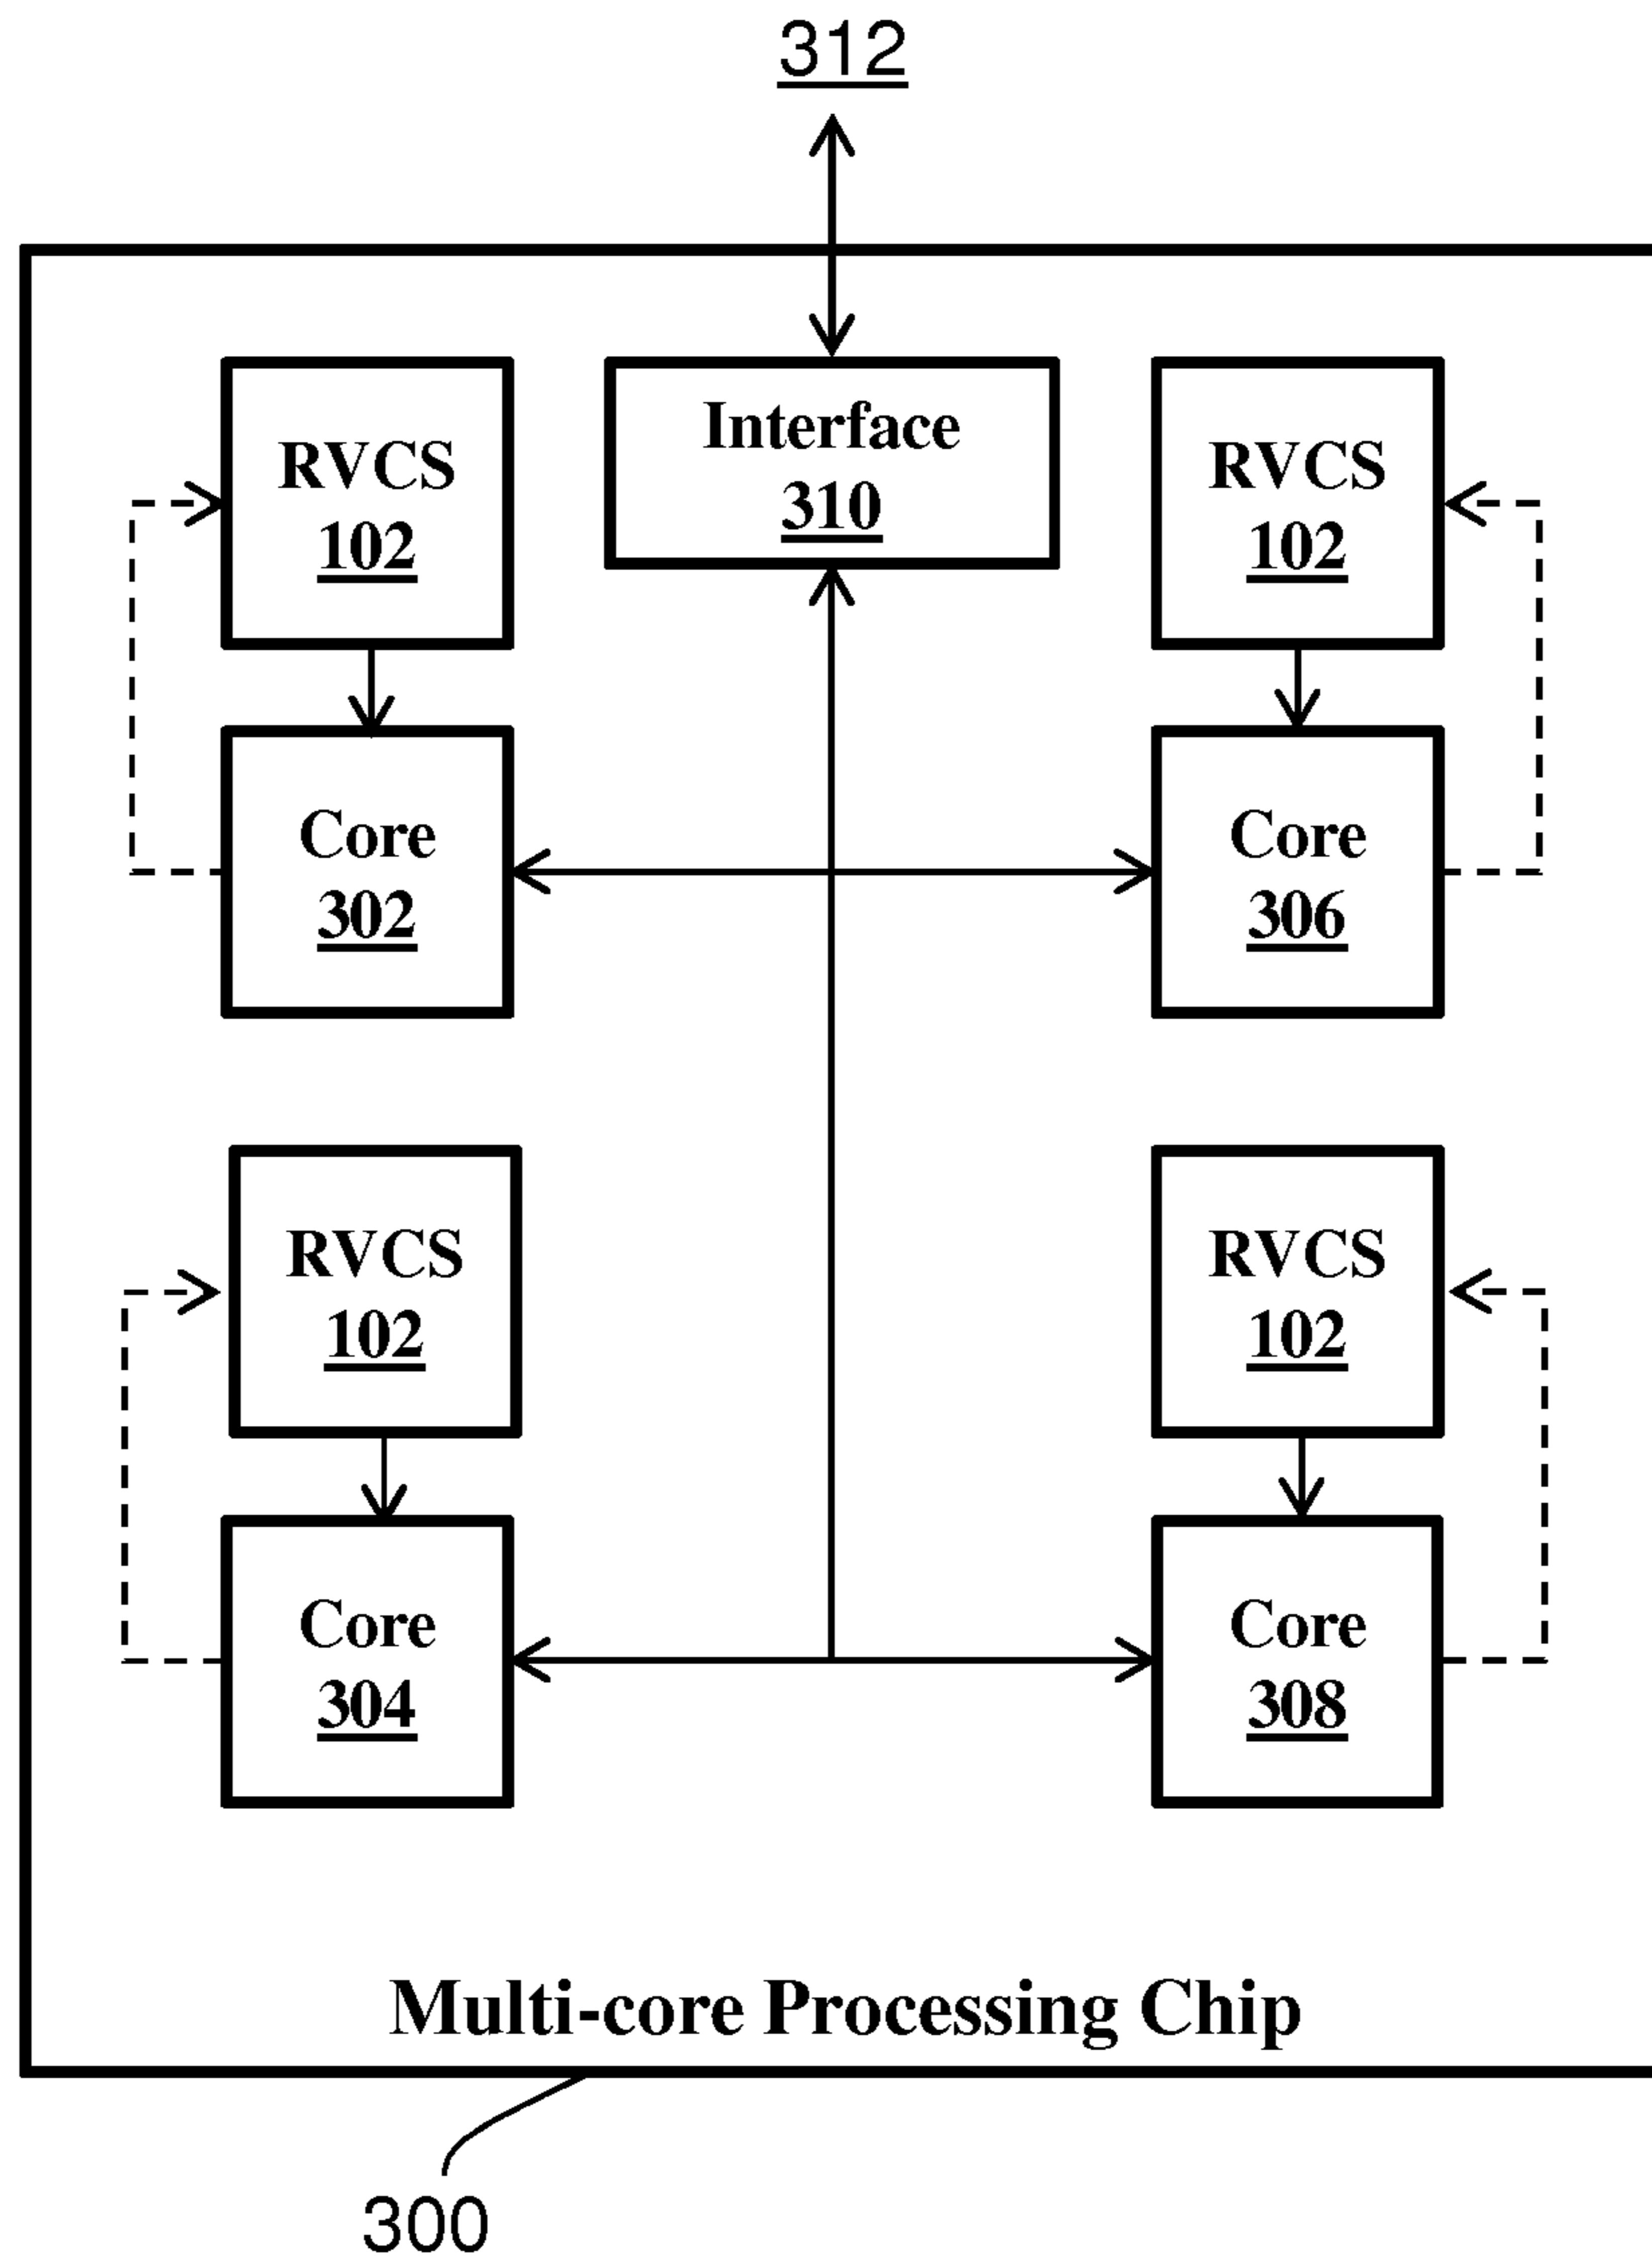 312
RVCS
102
Interface
310
RVCS
102
Core
302
Core
306
RVCS
102
RVCS
102
Core
304
Core
308
Multi-core Processing Chip
300